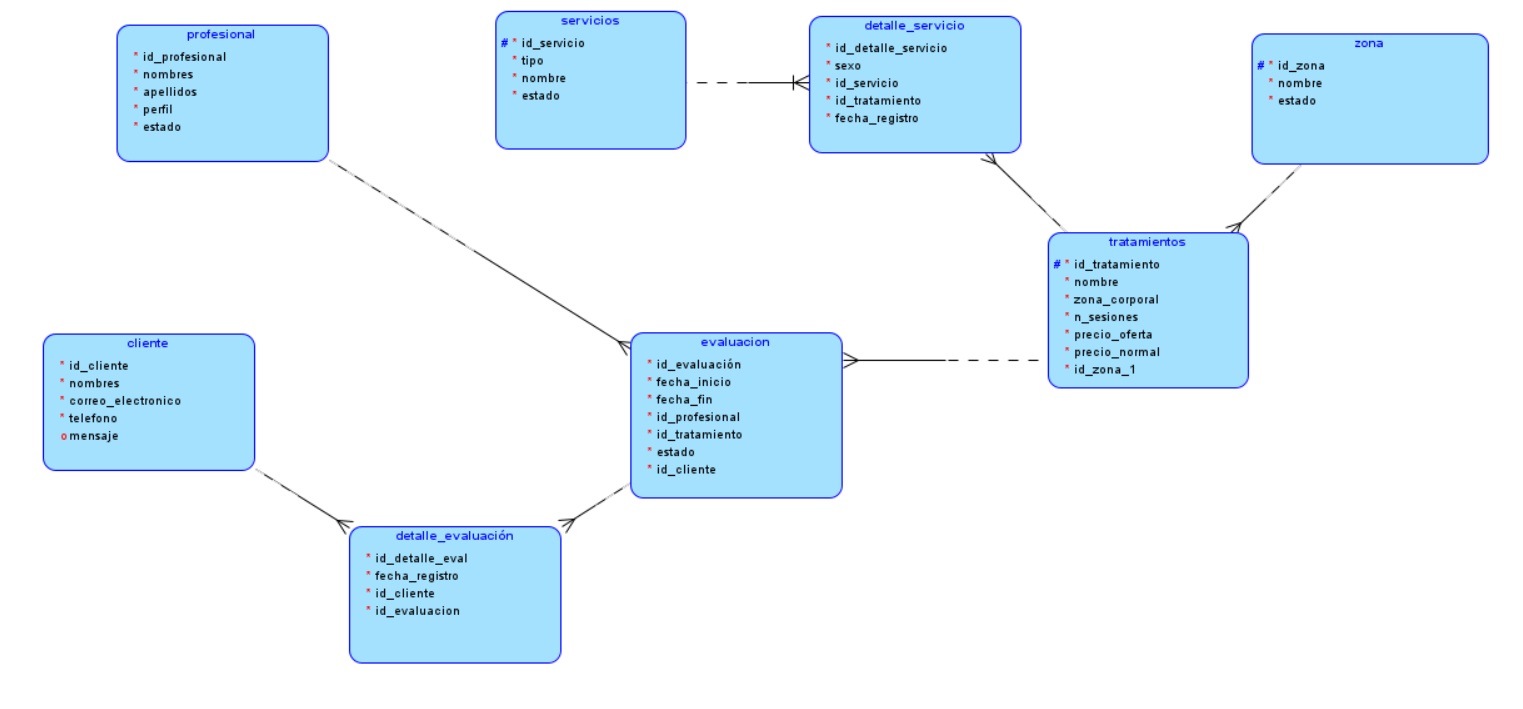 profesional
* id_profesional
* nombres
* apellidos
* perfil
* estado
servicios
# * id_servicio
* tipo
* nombre
* estado
detalle_servicio
* id_detalle_servicio
* sexo
* id_servicio
* id_tratamiento
* fecha_registro
zona
# * id_zona
* nombre
* estado
tratamientos
# * id_tratamiento
* nombre
* zona_corporal
* n_sesiones
* precio_oferta
* precio_normal
* id_zona_1
cliente
* id_cliente
* nombres
* correo_electronico
* telefono
o mensaje
evaluacion
* id_evaluación
* fecha_inicio
* fecha_fin
* id_profesional
* id_tratamiento
* estado
* id_cliente
detalle_evaluación
* id_detalle_eval
* fecha_registro
* id_cliente
* id_evaluacion